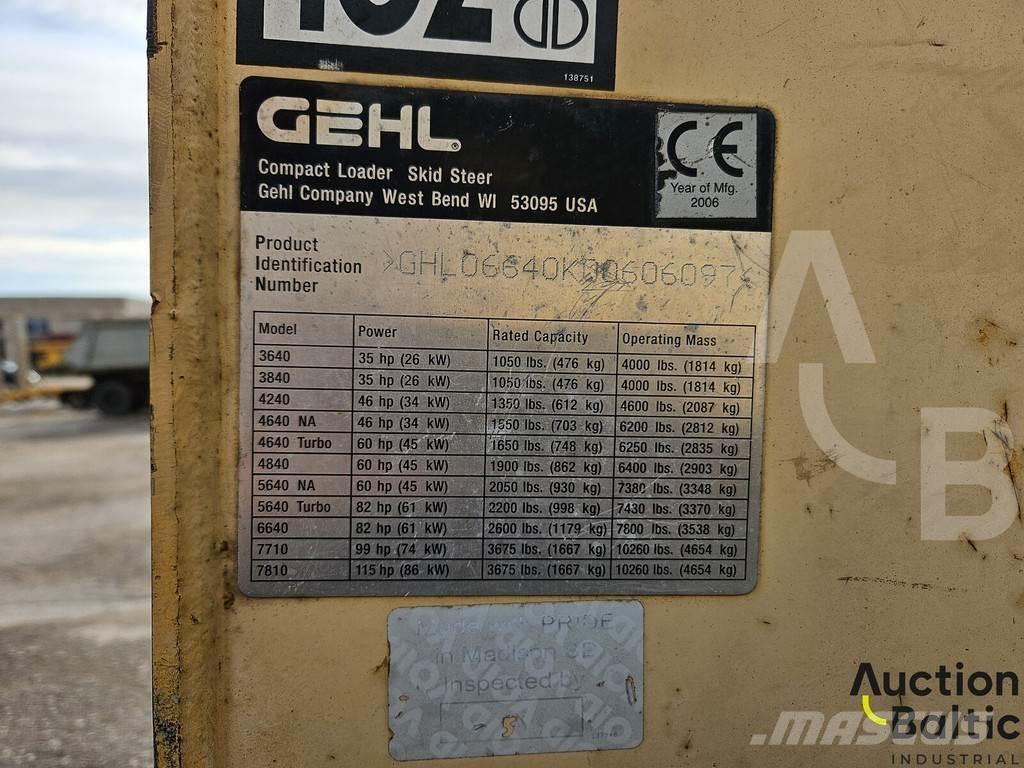 102
138751
GEHL®
Compact Loader Skid Steer
Gehl Company West Bend WI 53095 USA
CE
Year of Mfg.
2006
Product
Identification
Number
>GHL06640K00606097<
Model Power Rated Capacity Operating Mass
3640 35 hp (26 kW) 1050 lbs. (476 kg) 4000 lbs. (1814 kg)
3840 35 hp (26 kW) 1050 lbs. (476 kg) 4000 lbs. (1814 kg)
4240 46 hp (34 kW) 1350 lbs. (612 kg) 4600 lbs. (2087 kg)
4640 NA 46 hp (34 kW) 1550 lbs. (703 kg) 6200 lbs. (2812 kg)
4640 Turbo 60 hp (45 kW) 1650 lbs. (748 kg) 6250 lbs. (2835 kg)
4840 60 hp (45 kW) 1900 lbs. (862 kg) 6400 lbs. (2903 kg)
5640 NA 60 hp (45 kW) 2050 lbs. (930 kg) 7380 lbs. (3348 kg)
5640 Turbo 82 hp (61 kW) 2200 lbs. (998 kg) 7430 lbs. (3370 kg)
6640 82 hp (61 kW) 2600 lbs. (1179 kg) 7800 lbs. (3538 kg)
7710 99 hp (74 kW) 3675 lbs. (1667 kg) 10260 lbs. (4654 kg)
7810 115 hp (86 kW) 3675 lbs. (1667 kg) 10260 lbs. (4654 kg)
PRIDE
in Madison SD
Inspected by
5
A
B
Auction
Baltic
INDUSTRIAL
MASCUS